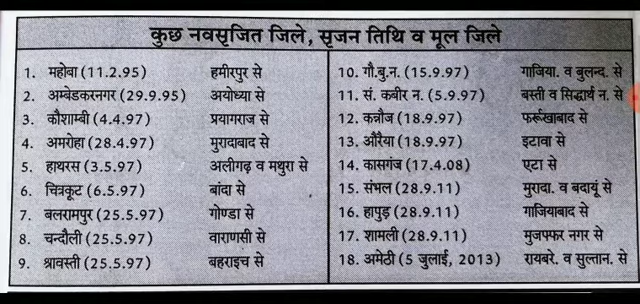 कुछ नवसृजित जिले, सृजन तिथि व मूल जिले
1. महोबा (11.2.95) हमीरपुर से
2. अम्बेडकरनगर (29.9.95) अयोध्या से
3. कौशाम्बी (4.4.97) प्रयागराज से
4. अमरोहा (28.4.97) मुरादाबाद से
5. हाथरस (3.5.97) अलीगढ़ व मथुरा से
6. चित्रकूट (6.5.97) बांदा से
7. बलरामपुर (25.5.97) गोण्डा से
8. चन्दौली (25.5.97) वाराणसी से
9. श्रावस्ती (25.5.97) बहराइच से
10. गौ.बु.न. (15.9.97) गाजिया. व बुलन्द. से
11. सं. कबीर न. (5.9.97) बस्ती व सिद्धार्थ न. से
12. कन्नौज (18.9.97) फर्रूखाबाद से
13. औरैया (18.9.97) इटावा से
14. कासगंज (17.4.08) एटा से
15. संभल (28.9.11) मुरादा. व बदायूं से
16. हापुड़ (28.9.11) गाजियाबाद से
17. शामली (28.9.11) मुजफ्फर नगर से
18. अमेठी (5 जुलाई, 2013) रायबरे. व सुल्तान. से